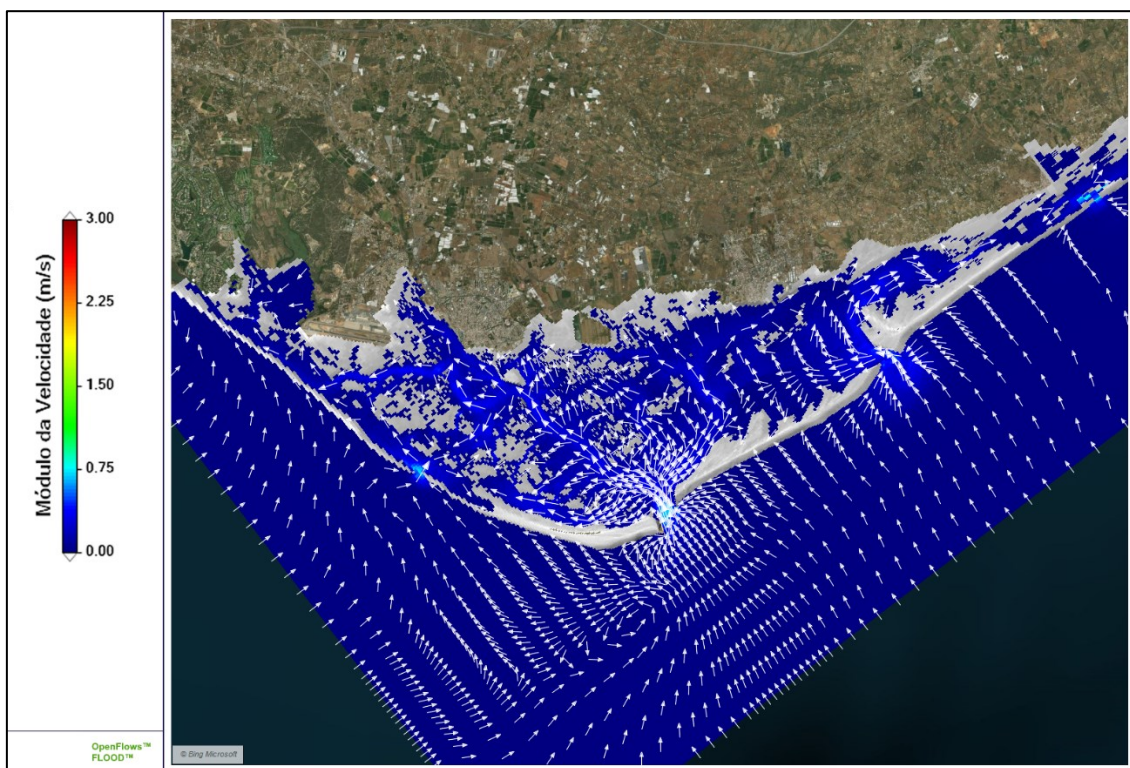 Módulo da Velocidade (m/s)
3.00
2.25
1.50
0.75
0.00
OpenFlows™
FLOOD™
© Bing Microsoft